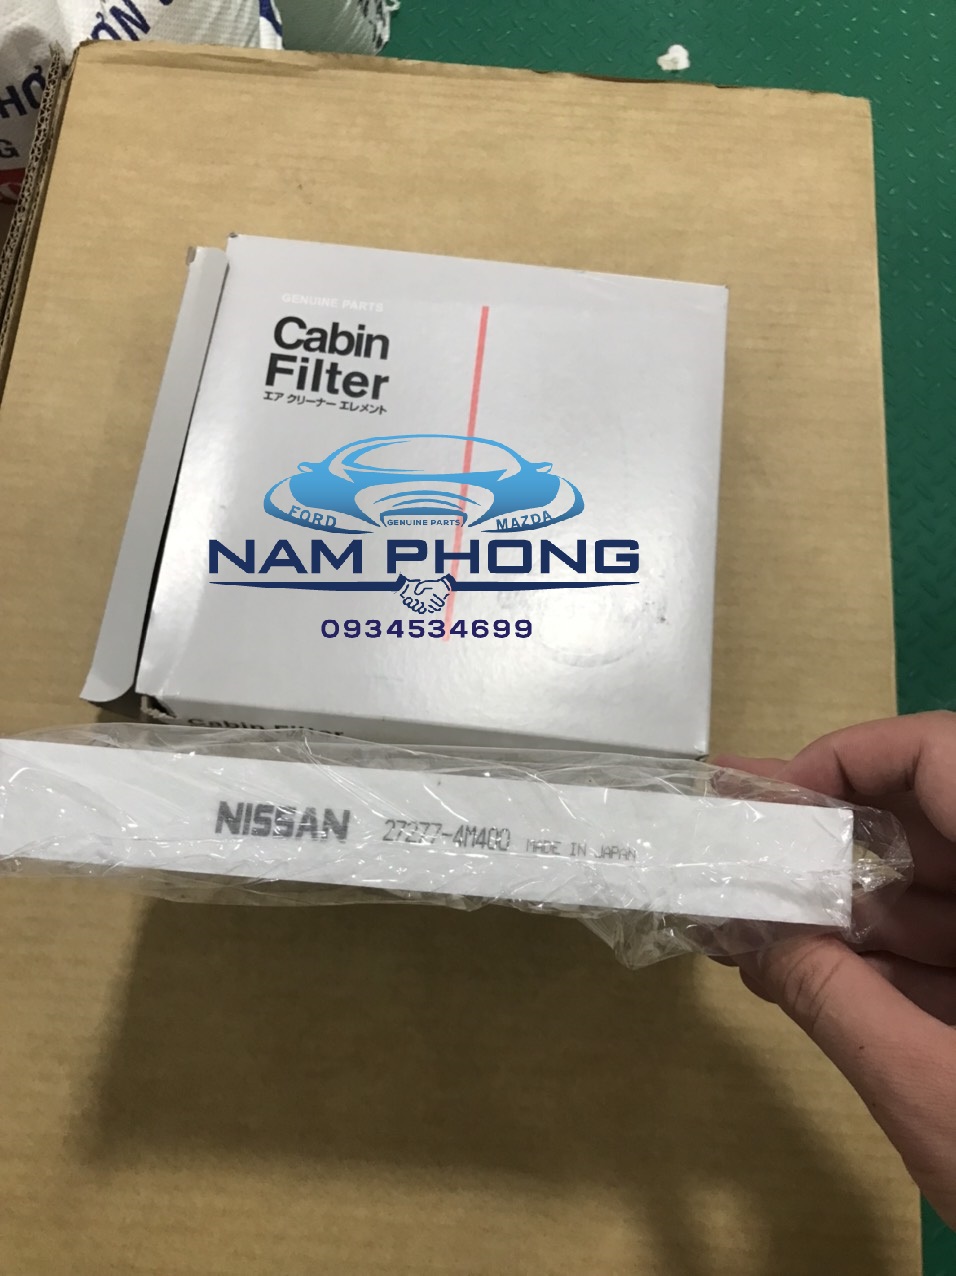 GENUINE PARTS
Cabin
Filter
エア クリーナー エレメント
FORD
GENUINE PARTS
MAZDA
NAM PHONG
0934534699
Cabin Filter
NISSAN 27277-4M400 MADE IN JAPAN